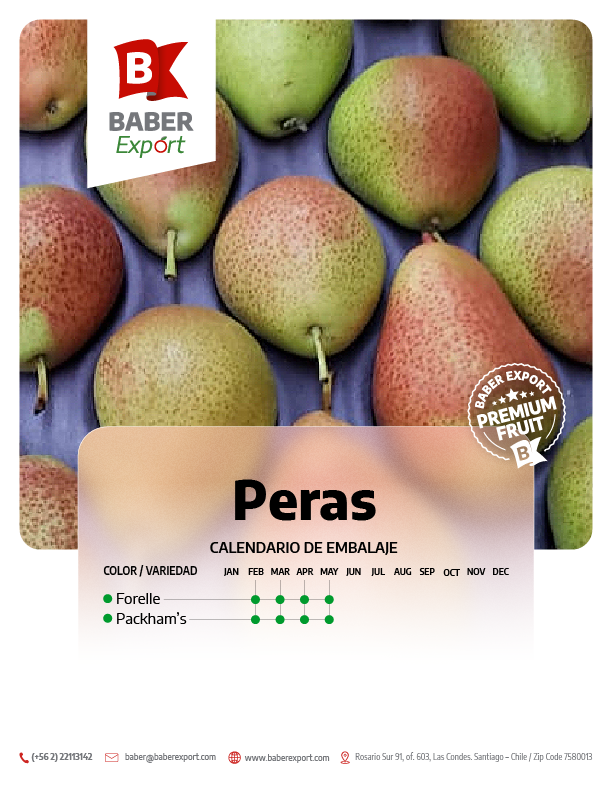 B
BABER
Export
BABER EXPORT
PREMIUM
FRUIT
B
Peras
CALENDARIO DE EMBALAJE
COLOR / VARIEDAD JAN FEB MAR APR MAY JUN JUL AUG SEP OCT NOV DEC
Forelle
Packham's
(+56 2) 22113142 baber@baberexport.com www.baberexport.com Rosario Sur 91, of. 603, Las Condes. Santiago – Chile / Zip Code 7580013